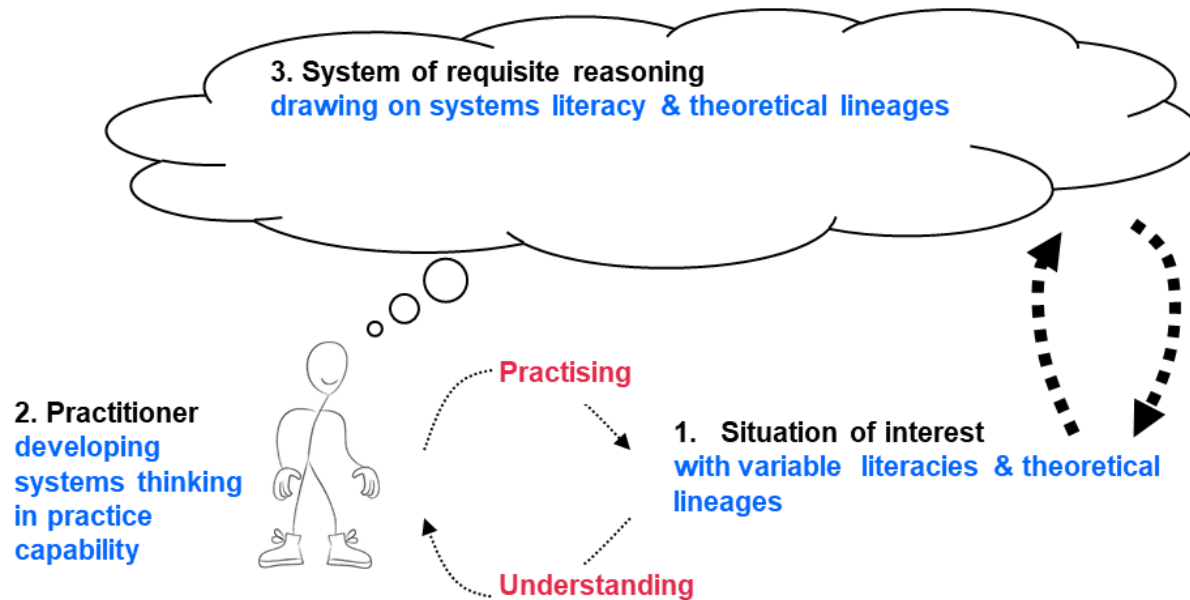 3. System of requisite reasoning
drawing on systems literacy & theoretical lineages
Practising
2. Practitioner
developing
systems thinking
in practice
capability
1. Situation of interest
with variable literacies & theoretical
lineages
Understanding